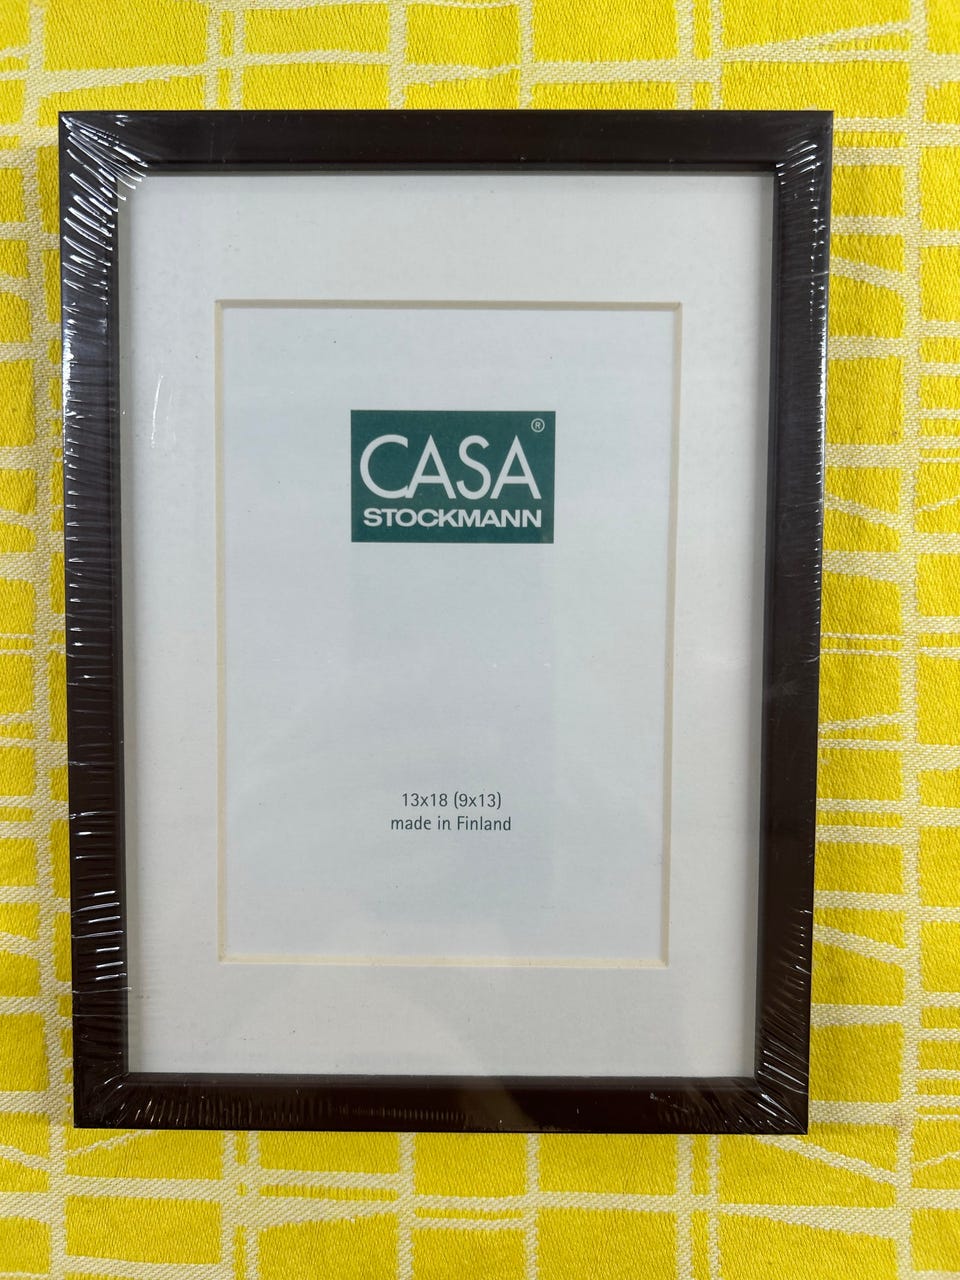 CASA®
STOCKMANN
13x18 (9x13)
made in Finland